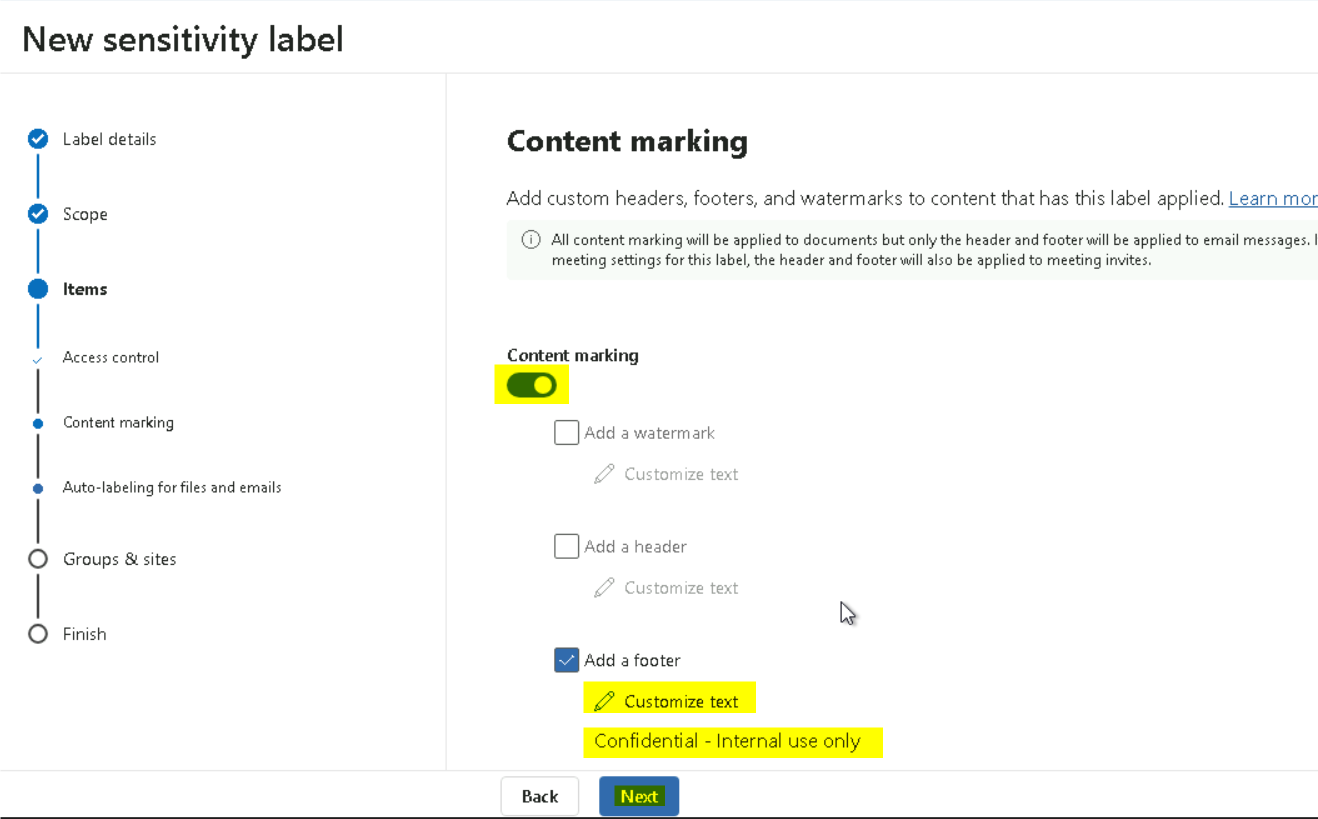 New sensitivity label
Label details
Scope
Items
Access control
Content marking
Auto-labeling for files and emails
Groups & sites
Finish
Content marking
Add custom headers, footers, and watermarks to content that has this label applied. Learn mor
All content marking will be applied to documents but only the header and footer will be applied to email messages.
meeting settings for this label, the header and footer will also be applied to meeting invites.
Content marking
Add a watermark
Customize text
Add a header
Customize text
Add a footer
Customize text
Confidential - Internal use only
Back
Next